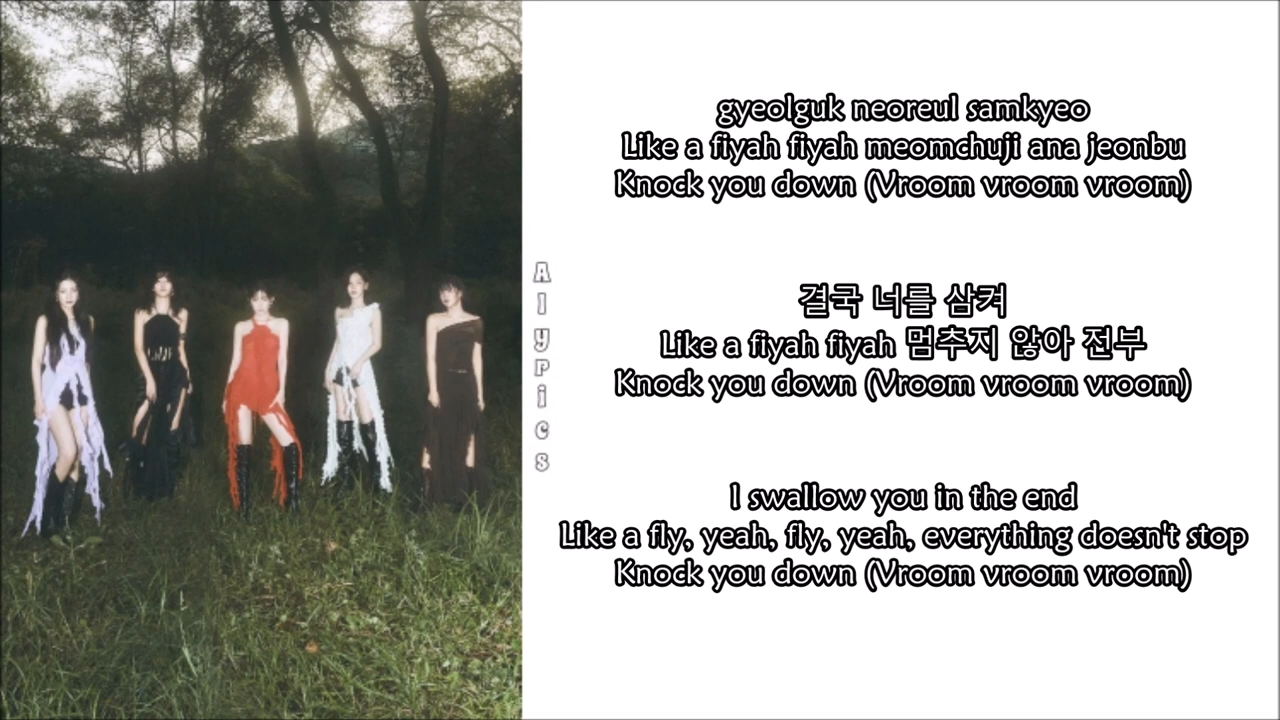 gyeolguk neoreul samkyeo
Like a fiyah fiyah meomchuji ana jeonbu
Knock you down (Vroom vroom vroom)
Alypics
결국 너를 삼켜
Like a fiyah fiyah 멈추지 않아 전부
Knock you down (Vroom vroom vroom)
I swallow you in the end
Like a fly, yeah, fly, yeah, everything doesn't stop
Knock you down (Vroom vroom vroom)